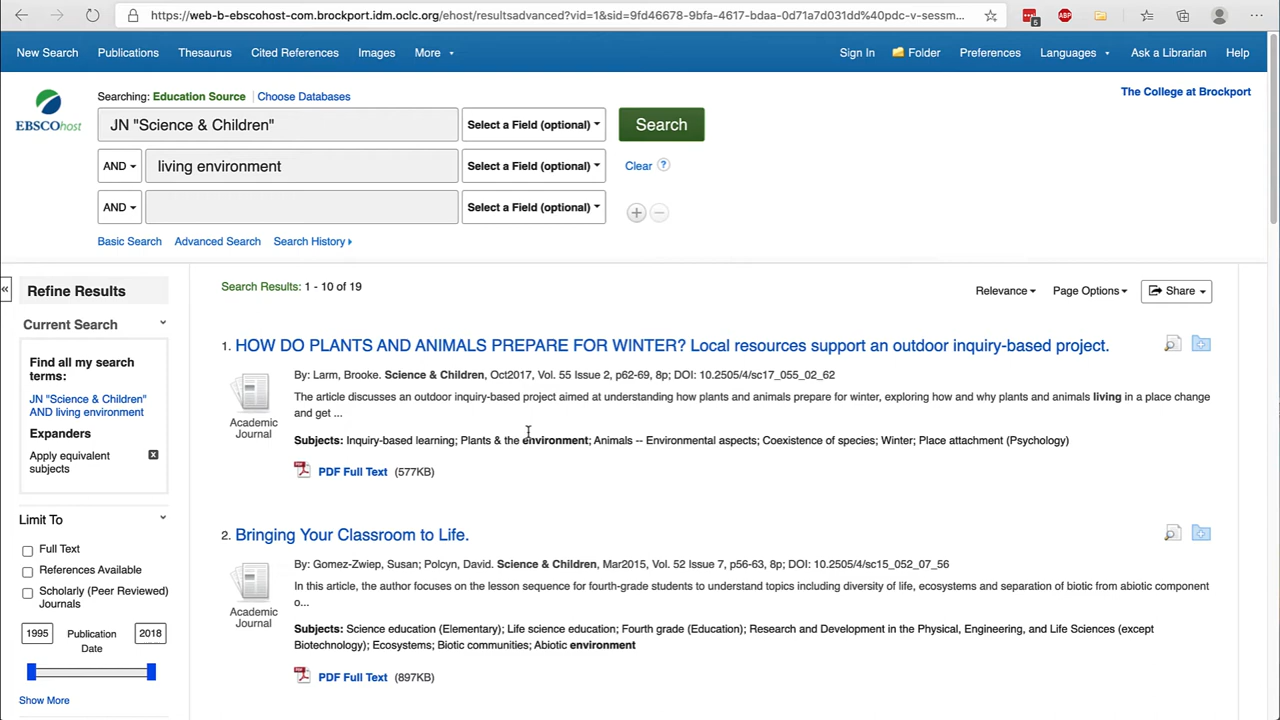 https://web-b-ebscohost-com.brockport.idm.oclc.org/ehost/resultsadvanced?vid=1&sid=9fd46678-9bfa-4617-bdaa-0d71a7d031dd%40pdc-v-sessm...
5
ABP
New Search Publications Thesaurus Cited References Images More Sign In Folder Preferences Languages Ask a Librarian Help
The College at Brockport
Searching: Education Source Choose Databases
EBSCOhost
JN "Science & Children" Select a Field (optional) Search
AND living environment Select a Field (optional) Clear ?
AND Select a Field (optional)
Basic Search Advanced Search Search History
«
Refine Results
Current Search
Find all my search
terms:
JN "Science & Children"
AND living environment
Expanders
Apply equivalent
subjects
Limit To
Full Text
References Available
Scholarly (Peer Reviewed)
Journals
1995 Publication 2018
Date
Show More
Search Results: 1 - 10 of 19
Relevance Page Options Share
1. HOW DO PLANTS AND ANIMALS PREPARE FOR WINTER? Local resources support an outdoor inquiry-based project.
Academic
Journal
By: Larm, Brooke. Science & Children, Oct2017, Vol. 55 Issue 2, p62-69, 8p; DOI: 10.2505/4/sc17_055_02_62
The article discusses an outdoor inquiry-based project aimed at understanding how plants and animals prepare for winter, exploring how and why plants and animals living in a place change
and get ...
Subjects: Inquiry-based learning; Plants & the environment; Animals -- Environmental aspects; Coexistence of species; Winter; Place attachment (Psychology)
PDF Full Text (577KB)
2. Bringing Your Classroom to Life.
Academic
Journal
By: Gomez-Zwiep, Susan; Polcyn, David. Science & Children, Mar2015, Vol. 52 Issue 7, p56-63, 8p; DOI: 10.2505/4/sc15_052_07_56
In this article, the author focuses on the lesson sequence for fourth-grade students to understand topics including diversity of life, ecosystems and separation of biotic from abiotic component
o...
Subjects: Science education (Elementary); Life science education; Fourth grade (Education); Research and Development in the Physical, Engineering, and Life Sciences (except
Biotechnology); Ecosystems; Biotic communities; Abiotic environment
PDF Full Text (897KB)